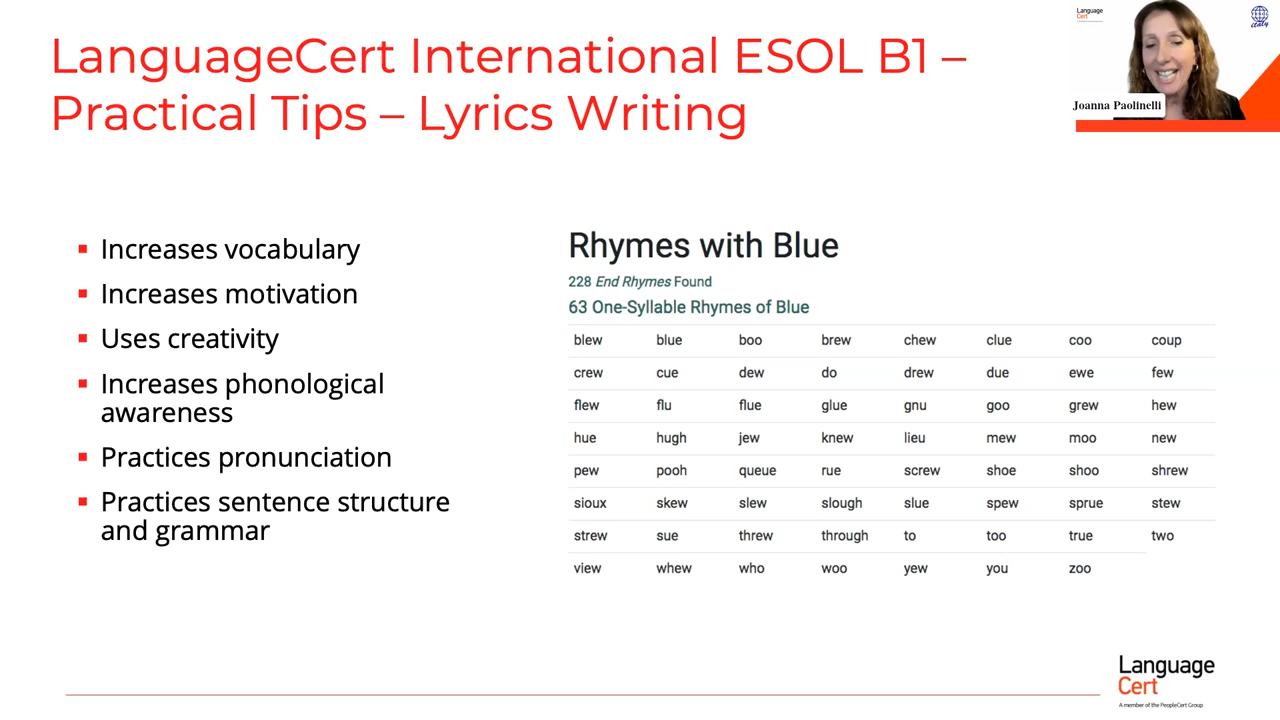 LanguageCert International ESOL B1 –
Practical Tips – Lyrics Writing
Language
Cert
Joanna Paolinelli
Increases vocabulary
Increases motivation
Uses creativity
Increases phonological
awareness
Practices pronunciation
Practices sentence structure
and grammar
Rhymes with Blue
228 End Rhymes Found
63 One-Syllable Rhymes of Blue
blew blue boo brew chew clue coo coup
crew cue dew do drew due ewe few
flew flu flue glue gnu goo grew hew
hue hugh jew knew lieu mew moo new
pew pooh queue rue screw shoe shoo shrew
sioux skew slew slough slue spew sprue stew
strew sue threw through to too true two
view whew who woo yew you zoo
Language
Cert
A member of the PeopleCert Group